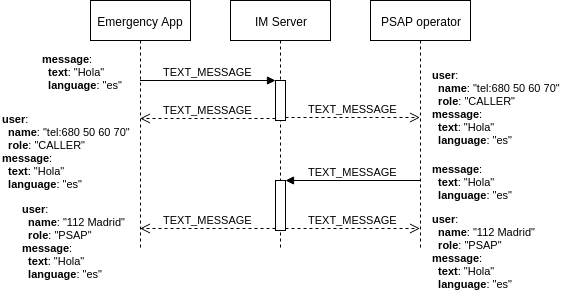 Emergency App
IM Server
PSAP operator
message:
text: "Hola"
language: "es"
TEXT_MESSAGE
user:
name: "tel:680 50 60 70"
role: "CALLER"
message:
text: "Hola"
language: "es"
TEXT_MESSAGE
TEXT_MESSAGE
user:
name: "tel:680 50 60 70"
role: "CALLER"
message:
text: "Hola"
language: "es"
TEXT_MESSAGE
message:
text: "Hola"
language: "es"
user:
name: "112 Madrid"
role: "PSAP"
message:
text: "Hola"
language: "es"
TEXT_MESSAGE
TEXT_MESSAGE
user:
name: "112 Madrid"
role: "PSAP"
message:
text: "Hola"
language: "es"